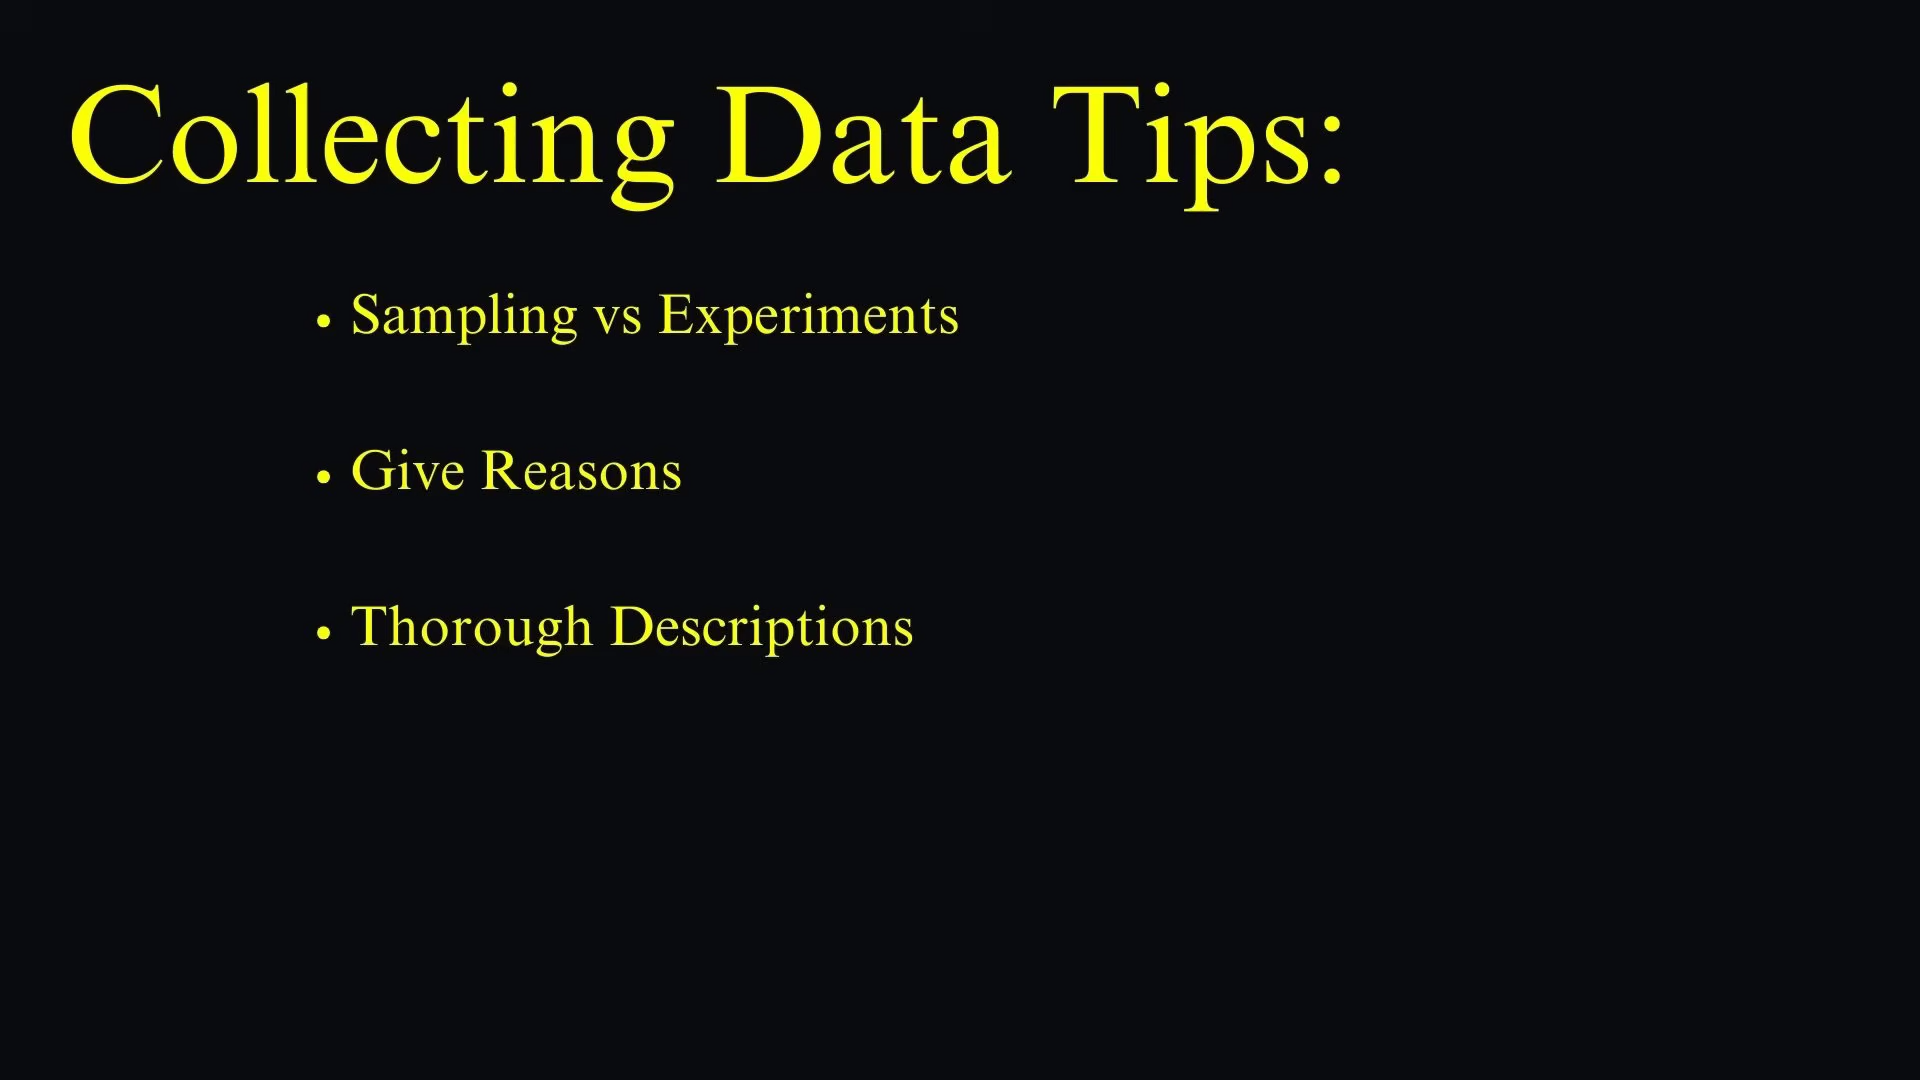 Collecting Data Tips:
• Sampling vs Experiments
• Give Reasons
• Thorough Descriptions